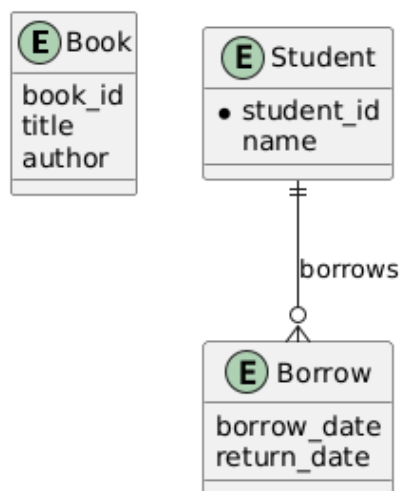 E Book
book_id
title
author
E Student
student_id
name
borrows
E Borrow
borrow_date
return_date